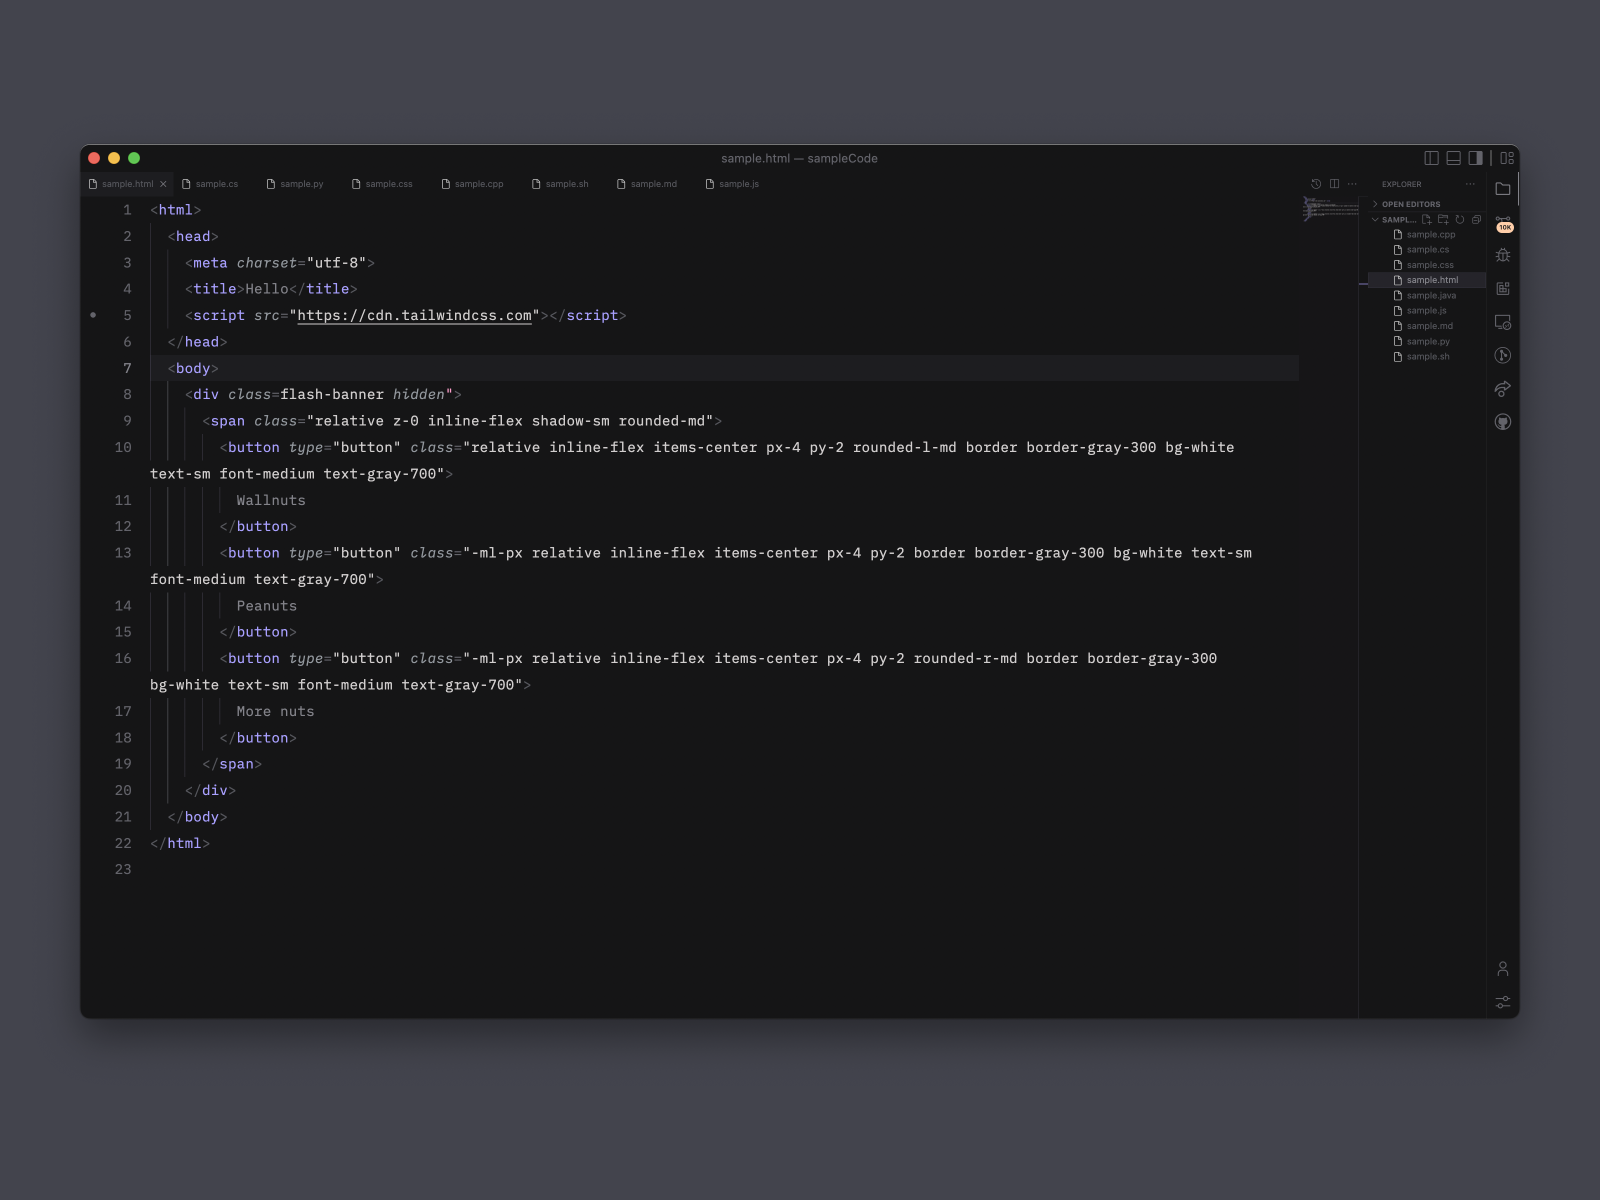 sample.html — sampleCode
sample.html sample.cs sample.py sample.css sample.cpp sample.sh sample.md sample.js
1 <html>
2 <head>
3 <meta charset="utf-8">
4 <title>Hello</title>
5 <script src="https://cdn.tailwindcss.com"></script>
6 </head>
7 <body>
8 <div class=flash-banner hidden">
9 <span class="relative z-0 inline-flex shadow-sm rounded-md">
10 <button type="button" class="relative inline-flex items-center px-4 py-2 rounded-l-md border border-gray-300 bg-white
text-sm font-medium text-gray-700">
11 Wallnuts
12 </button>
13 <button type="button" class="-ml-px relative inline-flex items-center px-4 py-2 border border-gray-300 bg-white text-sm
font-medium text-gray-700">
14 Peanuts
15 </button>
16 <button type="button" class="-ml-px relative inline-flex items-center px-4 py-2 rounded-r-md border border-gray-300
bg-white text-sm font-medium text-gray-700">
17 More nuts
18 </button>
19 </span>
20 </div>
21 </body>
22 </html>
23
EXPLORER
OPEN EDITORS
SAMPL...
sample.cpp
sample.cs
sample.css
sample.html
sample.java
sample.js
sample.md
sample.py
sample.sh
10K